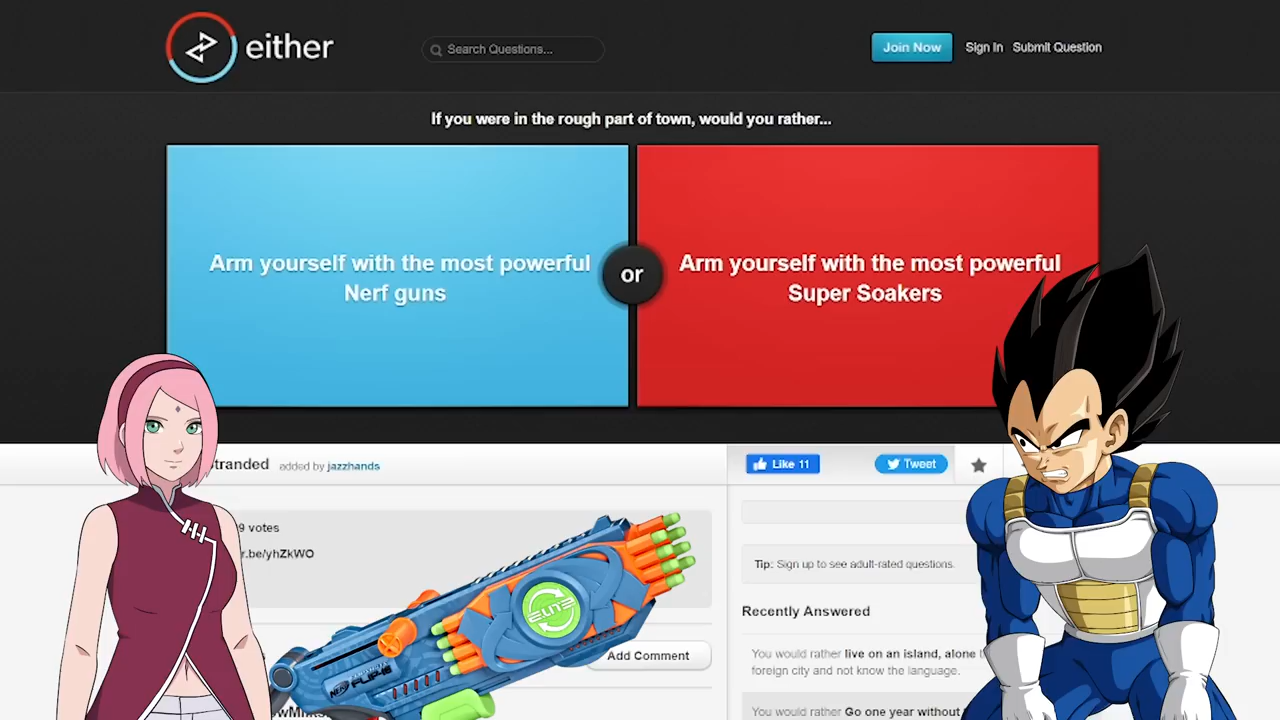 either
Search Questions...
Join Now
Sign In
Submit Question
If you were in the rough part of town, would you rather...
Arm yourself with the most powerful
Nerf guns
or
Arm yourself with the most powerful
Super Soakers
tranded added by jazzhands
Like 11
Tweet
9 votes
r.be/yhZkWO
Tip: Sign up to see adult-rated questions.
Recently Answered
ELITE
NERF
FLIP-16
Add Comment
You would rather live on an island, alone
foreign city and not know the language.
You would rather Go one year without